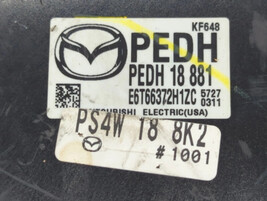 KF648
PEDH
PEDH 18 881
E6T66372H1ZC 5727
0311
MITSUBISHI ELECTRIC(USA)
PS4W 18 8K2
#1001